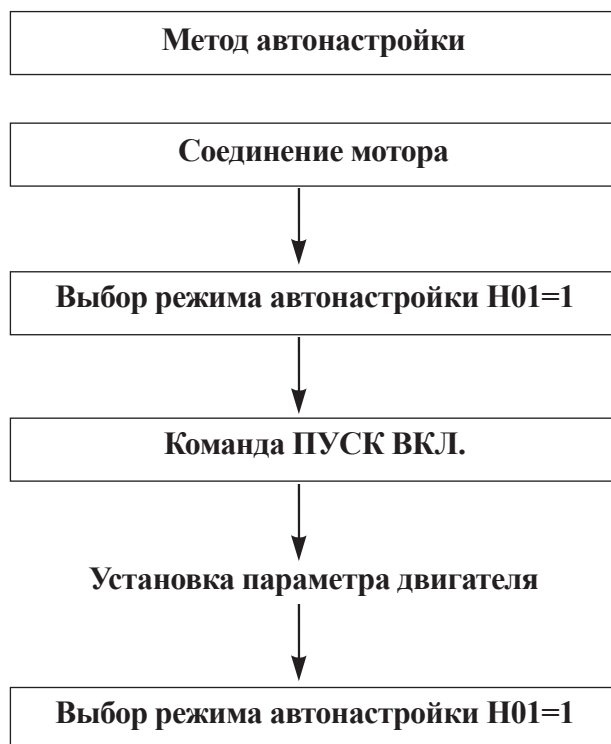 Метод автонастройки
Соединение мотора
Выбор режима автонастройки H01=1
Команда ПУСК ВКЛ.
Установка параметра двигателя
Выбор режима автонастройки H01=1